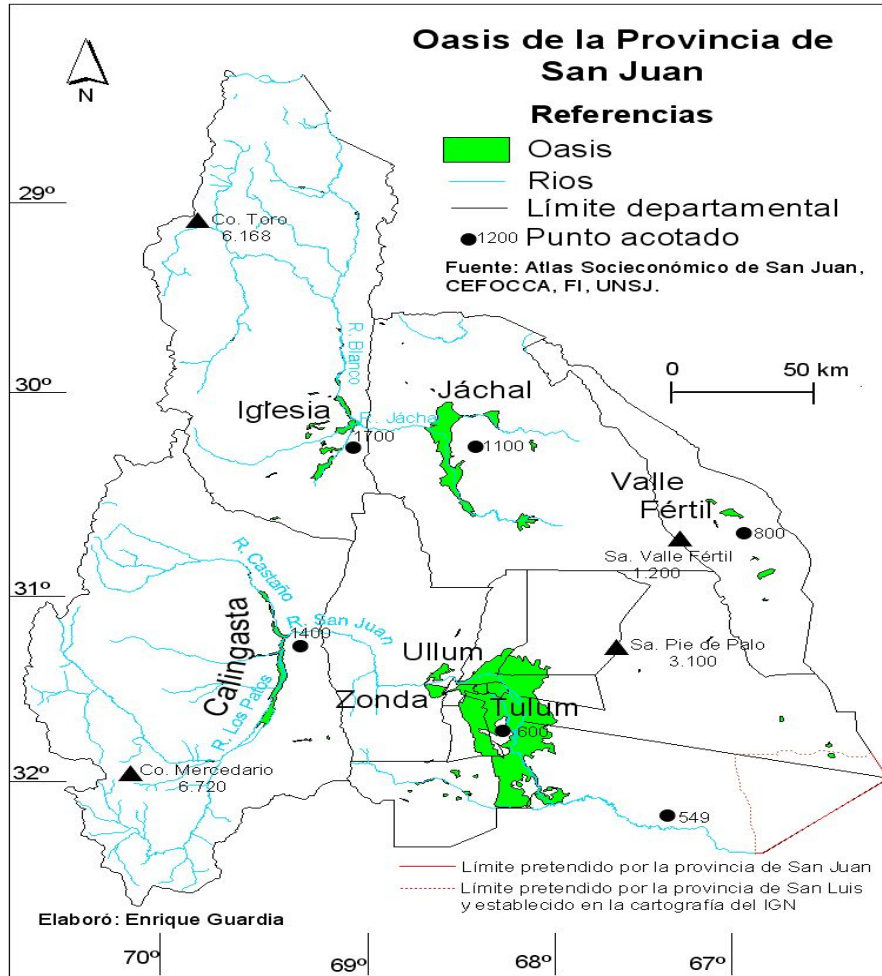 Oasis de la Provincia de
San Juan
N
Referencias
Oasis
Rios
Límite departamental
1200 Punto acotado
Fuente: Atlas Socieconómico de San Juan,
CEFOCCA, FI, UNSJ.
29º
Co. Toro
6.168
R. Blanco
0 50 km
30º
Iglesia
Jáchal
R. Jáchal
1700
1100
Valle
Fértil
800
Sa. Valle Fértil
1.200
31º
R. Castaño
R. San Juan
1400
Calingasta
Sa. Pie de Palo
3.100
Ullum
Zonda
Tulum
600
R. Los Patos
32º
Co. Mercedario
6.720
549
Límite pretendido por la provincia de San Juan
Límite pretendido por la provincia de San Luis
y establecido en la cartografía del IGN
Elaboró: Enrique Guardia
70º
69º
68º
67º